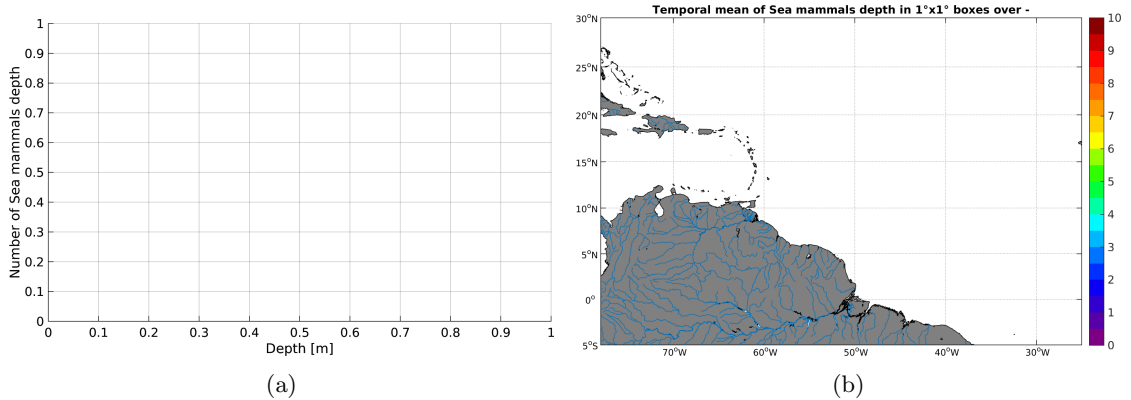 Number of Sea mammals depth
1
0.9
0.8
0.7
0.6
0.5
0.4
0.3
0.2
0.1
0
0 0.1 0.2 0.3 0.4 0.5 0.6 0.7 0.8 0.9 1
Depth [m]
(a)
Temporal mean of Sea mammals depth in 1°x1° boxes over -
30°N
25°N
20°N
15°N
10°N
5°N
0°
5°S
70°W 60°W 50°W 40°W 30°W
10
9
8
7
6
5
4
3
2
1
0
(b)